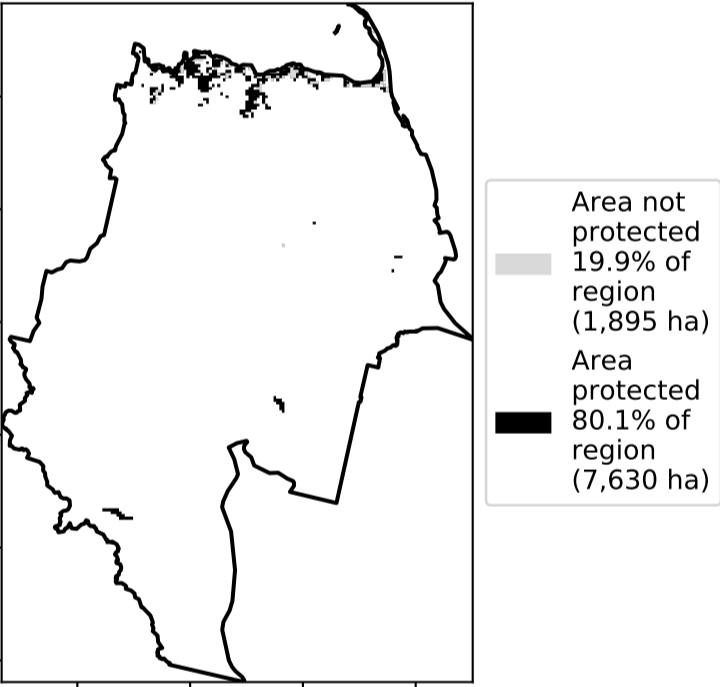 Area not
protected
19.9% of
region
(1,895 ha)
Area
protected
80.1% of
region
(7,630 ha)